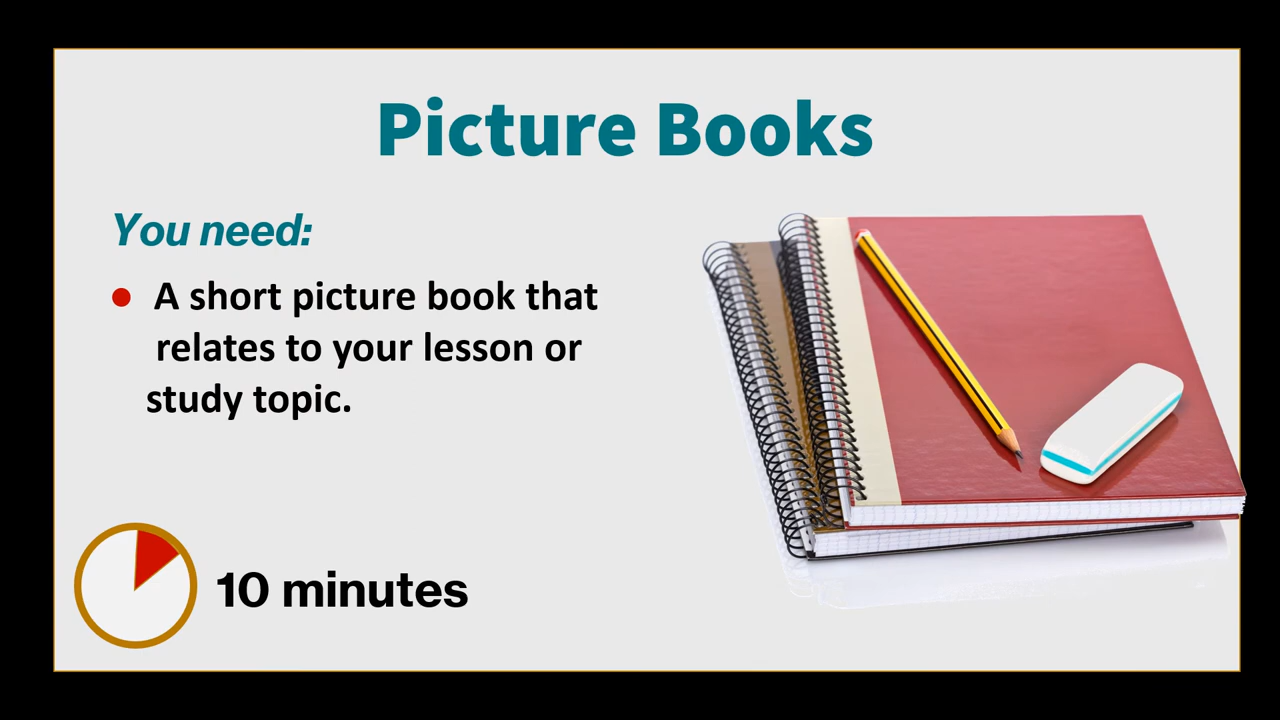 Picture Books
You need:
A short picture book that
relates to your lesson or
study topic.
10 minutes